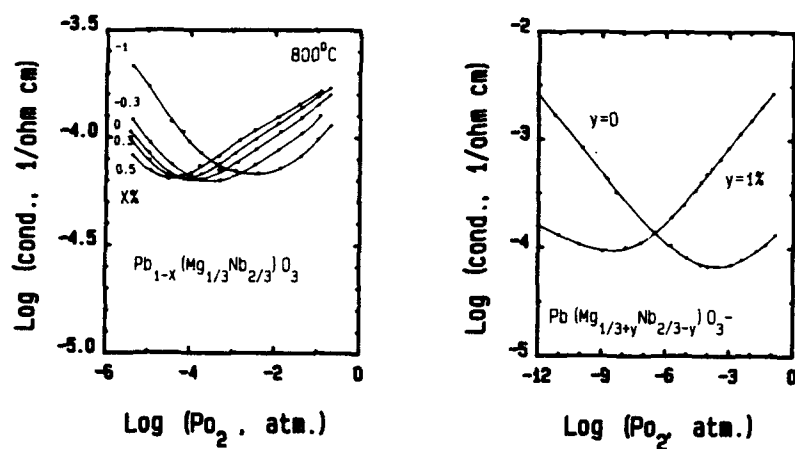 -3.5
-4.0
-4.5
-5.0
Log (cond., 1/ohm cm)
-1
-0.3
0
0.3
0.5
X%
800°C
Pb1-X(Mg1/3Nb2/3)O3
-6 -4 -2 0
Log (Po2, atm.)
-2
-3
-4
-5
Log (cond., 1/ohm cm)
y=0
y=1%
Pb(Mg1/3+yNb2/3-y)O3-
-12 -9 -6 -3 0
Log (Po2, atm.)